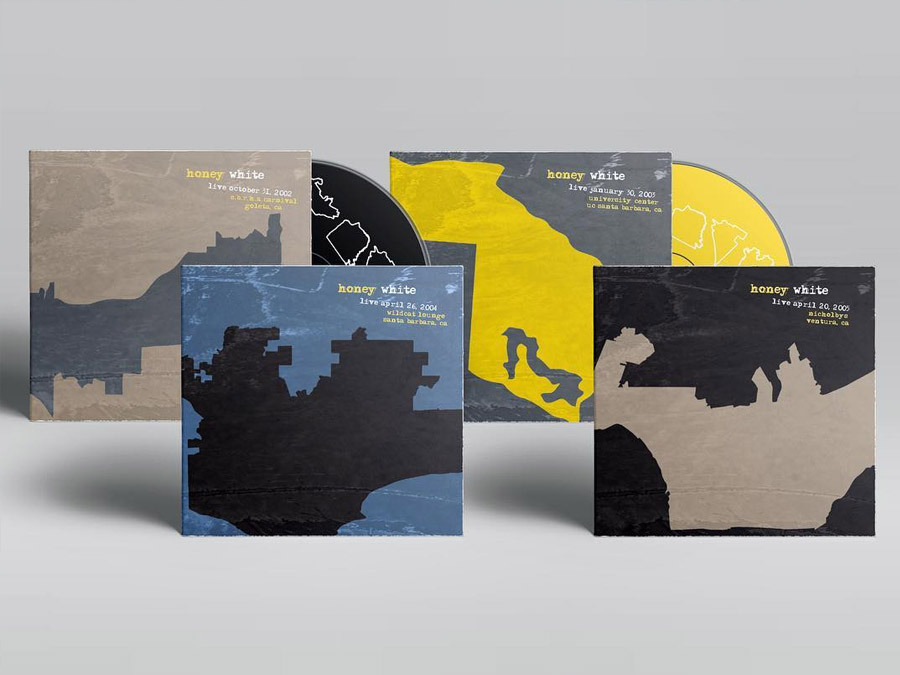 honey white
live october 31, 2002
goleta, ca
honey white
live january 30, 2003
university center
uc santa barbara, ca
honey white
live april 26, 2004
wildcat lounge
santa barbara, ca
honey white
live april 20, 2005
nicholbys
ventura, ca